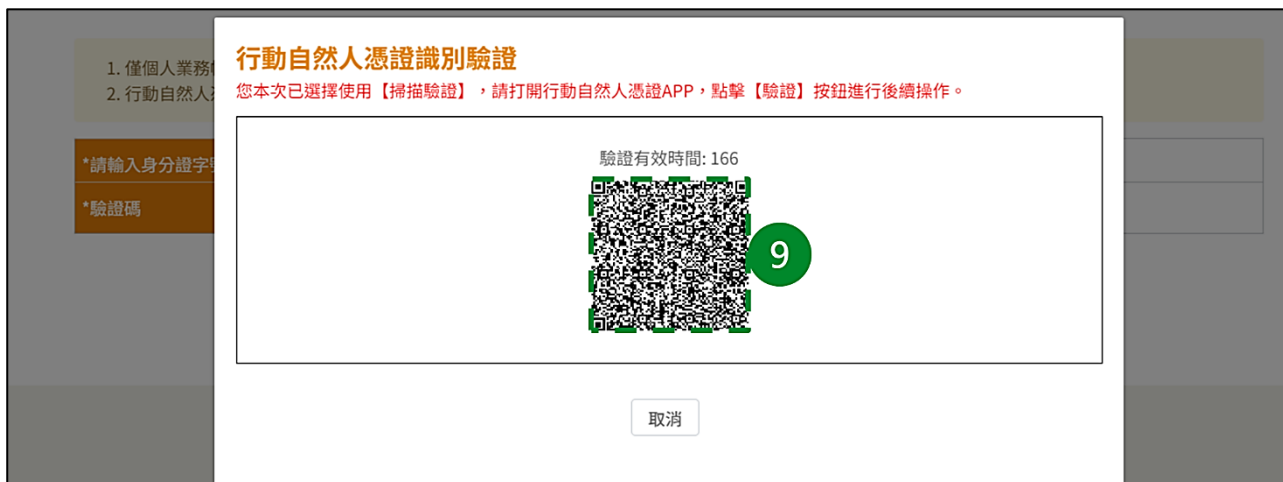 行動自然人憑證識別驗證
您本次已選擇使用【掃描驗證】，請打開行動自然人憑證APP，點擊【驗證】按鈕進行後續操作。
1. 僅個人業務
2. 行動自然人
*請輸入身分證字
*驗證碼
驗證有效時間: 166
9
取消